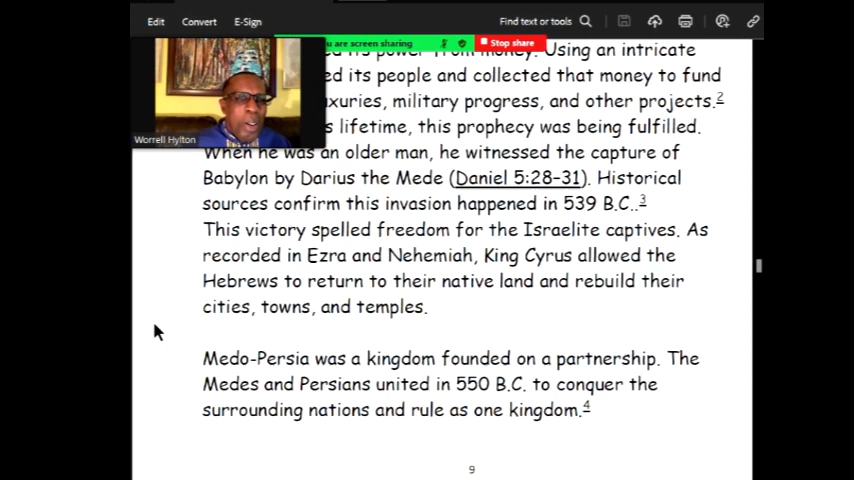 Edit Convert E-Sign Find text or tools
u are screen sharing Stop share
ed its power from money. Using an intricate
ed its people and collected that money to fund
uxuries, military progress, and other projects.2
s lifetime, this prophecy was being fulfilled.
Worrell Hylton
When he was an older man, he witnessed the capture of
Babylon by Darius the Mede (Daniel 5:28-31). Historical
sources confirm this invasion happened in 539 B.C..3
This victory spelled freedom for the Israelite captives. As
recorded in Ezra and Nehemiah, King Cyrus allowed the
Hebrews to return to their native land and rebuild their
cities, towns, and temples.
Medo-Persia was a kingdom founded on a partnership. The
Medes and Persians united in 550 B.C. to conquer the
surrounding nations and rule as one kingdom.4
9